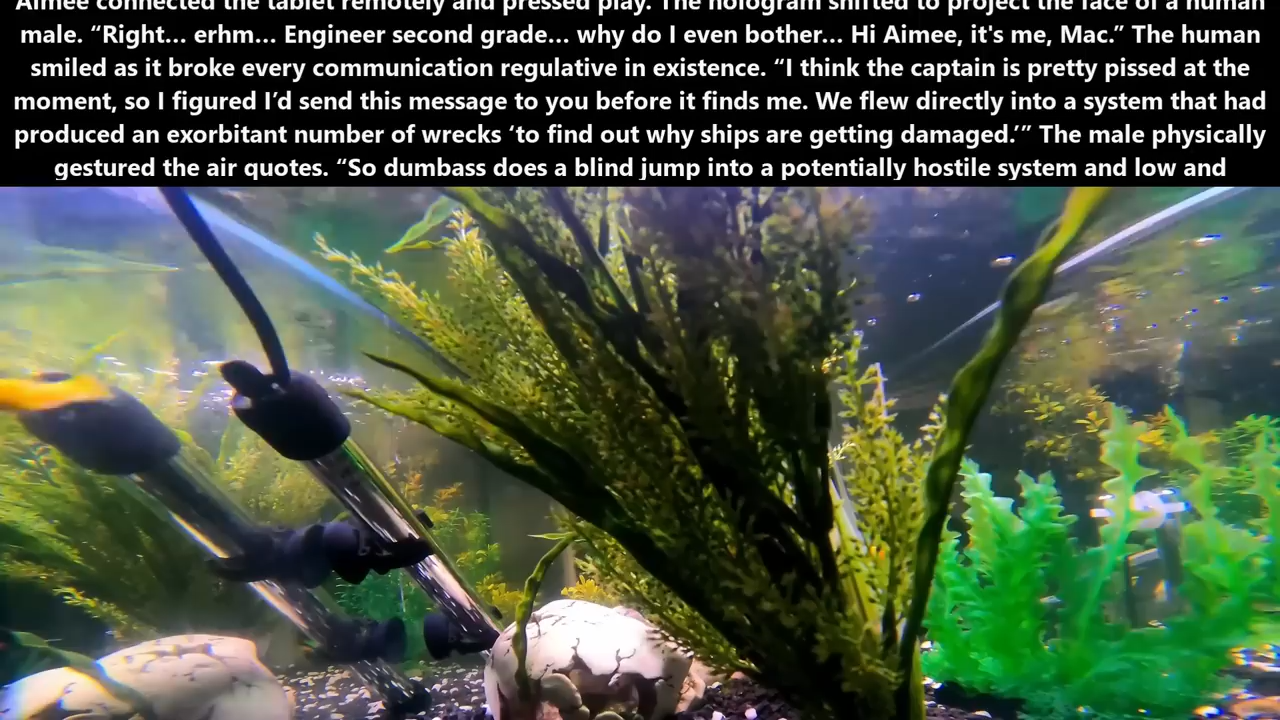 Aimee connected the tablet remotely and pressed play. The hologram shifted to project the face of a human
male. “Right... erhm... Engineer second grade... why do I even bother... Hi Aimee, it's me, Mac.” The human
smiled as it broke every communication regulative in existence. “I think the captain is pretty pissed at the
moment, so I figured I’d send this message to you before it finds me. We flew directly into a system that had
produced an exorbitant number of wrecks ‘to find out why ships are getting damaged.’” The male physically
gestured the air quotes. “So dumbass does a blind jump into a potentially hostile system and low and